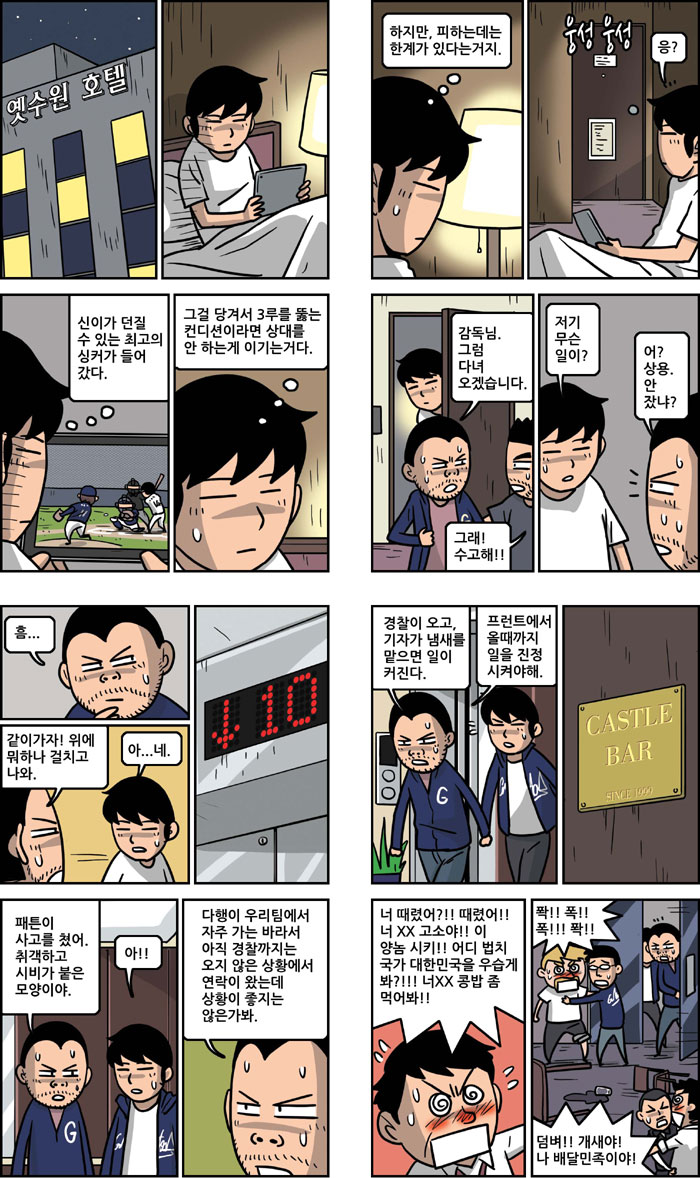 옛수원 호텔
신이가 던질
수 있는 최고의
싱커가 들어
갔다.
그걸 당겨서 3루를 뚫는
컨디션이라면 상대를
안 하는게 이기는거다.
하지만, 피하는데는
한계가 있다는거지.
웅성 웅성
응?
감독님.
그럼
다녀
오겠습니다.
그래!
수고해!!
저기
무슨
일이?
어?
상용.
안
잤냐?
흠...
같이가자! 위에
뭐하나 걸치고
나와.
아...네.
↓10
패튼이
사고를 쳤어.
취객하고
시비가 붙은
모양이야.
아!!
G
다행이 우리팀에서
자주 가는 바라서
아직 경찰까지는
오지 않은 상황에서
연락이 왔는데
상황이 좋지는
않은가봐.
경찰이 오고,
기자가 냄새를
맡으면 일이
커진다.
프런트에서
올때까지
일을 진정
시켜야해.
G
CASTLE
BAR
SINCE 1999
너 때렸어?!! 때렸어!!
너 XX 고소야!! 이
양놈 시키!! 어디 법치
국가 대한민국을 우습게
봐?!!! 너XX 콩밥 좀
먹어봐!!
쫙!! 폭!!
폭!!! 쫙!!
덤벼!! 개새야!
나 배달민족이야!